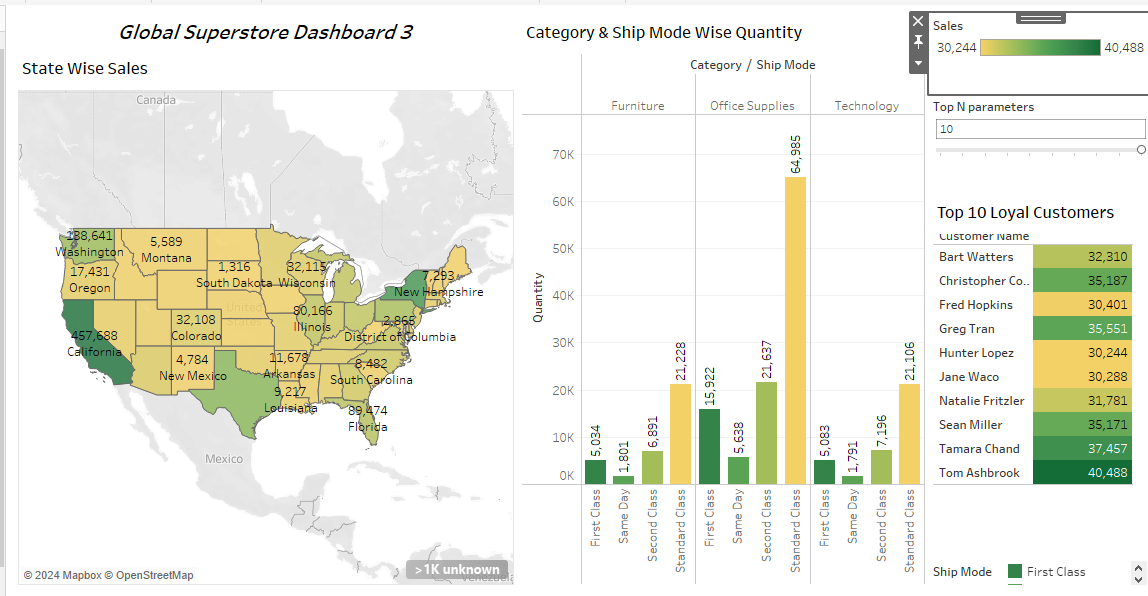 Global Superstore Dashboard 3
State Wise Sales
Canada
138,641
Washington
5,589
Montana
17,431
Oregon
1,316
South Dakota
32,115
Wisconsin
7,293
New Hampshire
United
States
80,166
Illinois
2,865
District of Columbia
32,108
Colorado
457,688
California
4,784
New Mexico
11,678
Arkansas
8,482
South Carolina
9,217
Louisiana
89,474
Florida
Mexico
Venezuela
© 2024 Mapbox © OpenStreetMap
>1K unknown
Category & Ship Mode Wise Quantity
Category / Ship Mode
Furniture
Office Supplies
Technology
Quantity
70K
60K
50K
40K
30K
20K
10K
0K
5,034
1,801
6,891
21,228
15,922
5,638
21,637
64,985
5,083
1,791
7,196
21,106
First Class
Same Day
Second Class
Standard Class
First Class
Same Day
Second Class
Standard Class
First Class
Same Day
Second Class
Standard Class
Sales
30,244
40,488
Top N parameters
10
Top 10 Loyal Customers
Customer Name
Bart Watters 32,310
Christopher Co.. 35,187
Fred Hopkins 30,401
Greg Tran 35,551
Hunter Lopez 30,244
Jane Waco 30,288
Natalie Fritzler 31,781
Sean Miller 35,171
Tamara Chand 37,457
Tom Ashbrook 40,488
Ship Mode
First Class